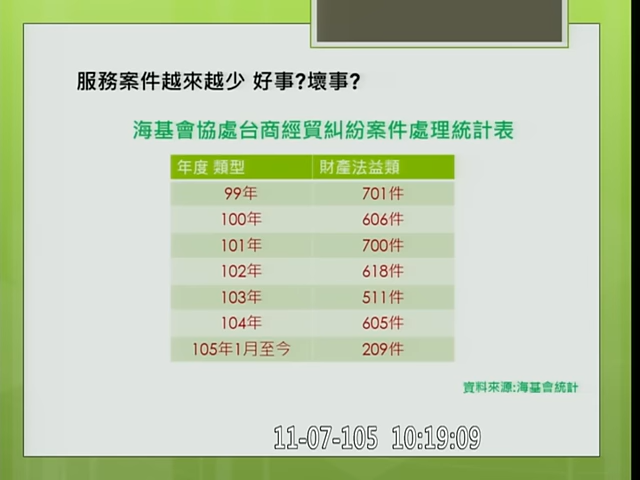 服務案件越來越少 好事?壞事?
海基會協處台商經貿糾紛案件處理統計表
年度 類型 財產法益類
99年 701件
100年 606件
101年 700件
102年 618件
103年 511件
104年 605件
105年1月至今 209件
資料來源:海基會統計
11-07-105 10:19:09